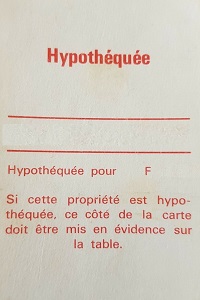 Hypothéquée
Hypothéquée pour F
Si cette propriété est hypo-
théquée, ce côté de la carte
doit être mis en évidence sur
la table.